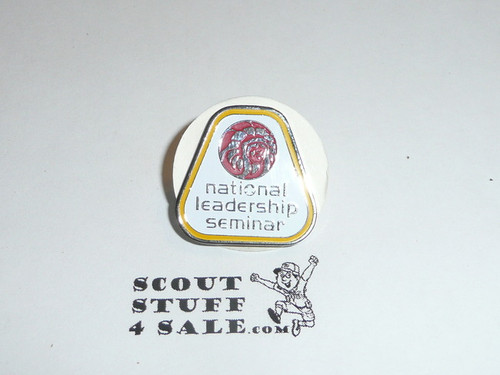 national
leadership
seminar
SCOUT
STUFF
4 SALE.COM